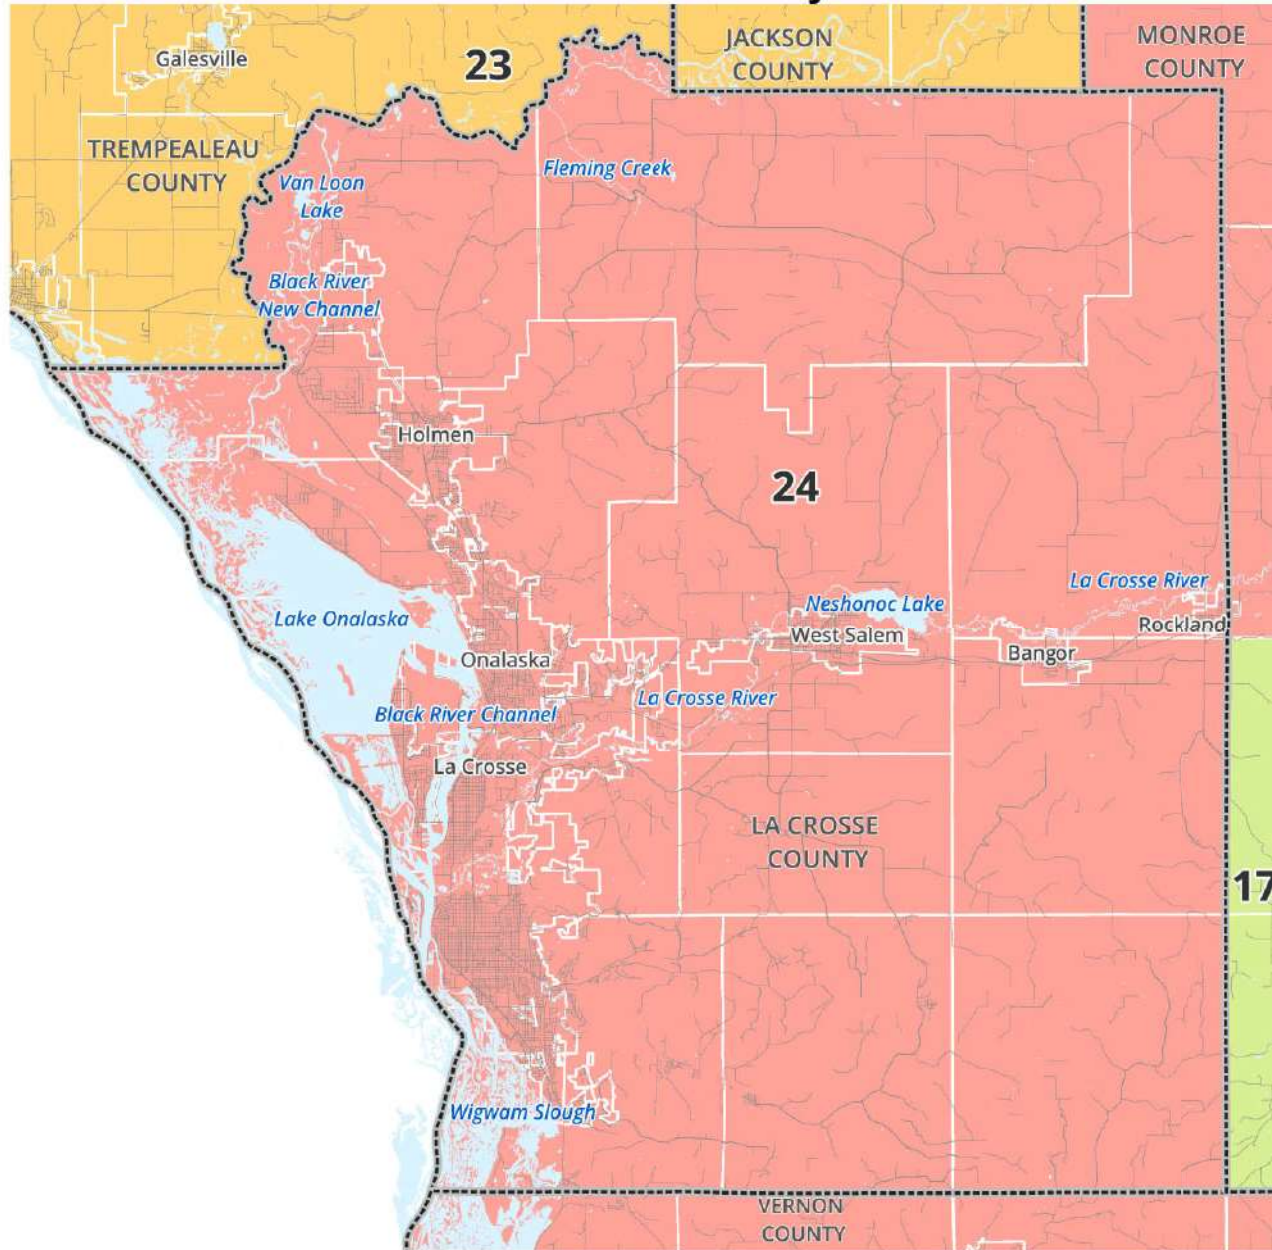 JACKSON
COUNTY
MONROE
COUNTY
Galesville
23
TREMPEALEAU
COUNTY
Fleming Creek
Van Loon
Lake
Black River
New Channel
Holmen
24
La Crosse River
Neshonoc Lake
Lake Onalaska
Rockland
West Salem
Bangor
Onalaska
La Crosse River
Black River Channel
La Crosse
LA CROSSE
COUNTY
17
Wigwam Slough
VERNON
COUNTY